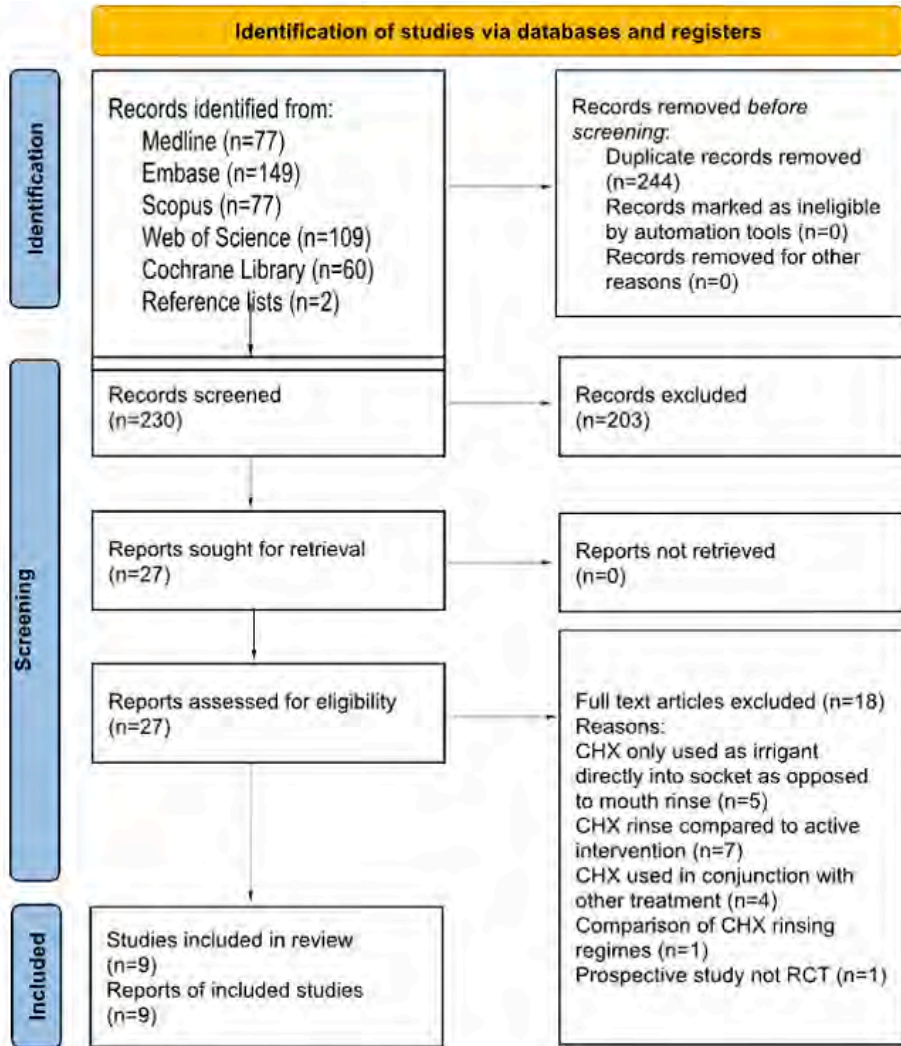 Identification of studies via databases and registers
Identification
Records identified from:
Medline (n=77)
Embase (n=149)
Scopus (n=77)
Web of Science (n=109)
Cochrane Library (n=60)
Reference lists (n=2)
Records removed before
screening:
Duplicate records removed
(n=244)
Records marked as ineligible
by automation tools (n=0)
Records removed for other
reasons (n=0)
Screening
Records screened
(n=230)
Records excluded
(n=203)
Reports sought for retrieval
(n=27)
Reports not retrieved
(n=0)
Reports assessed for eligibility
(n=27)
Full text articles excluded (n=18)
Reasons:
CHX only used as irrigant
directly into socket as opposed
to mouth rinse (n=5)
CHX rinse compared to active
intervention (n=7)
CHX used in conjunction with
other treatment (n=4)
Comparison of CHX rinsing
regimes (n=1)
Prospective study not RCT (n=1)
Included
Studies included in review
(n=9)
Reports of included studies
(n=9)